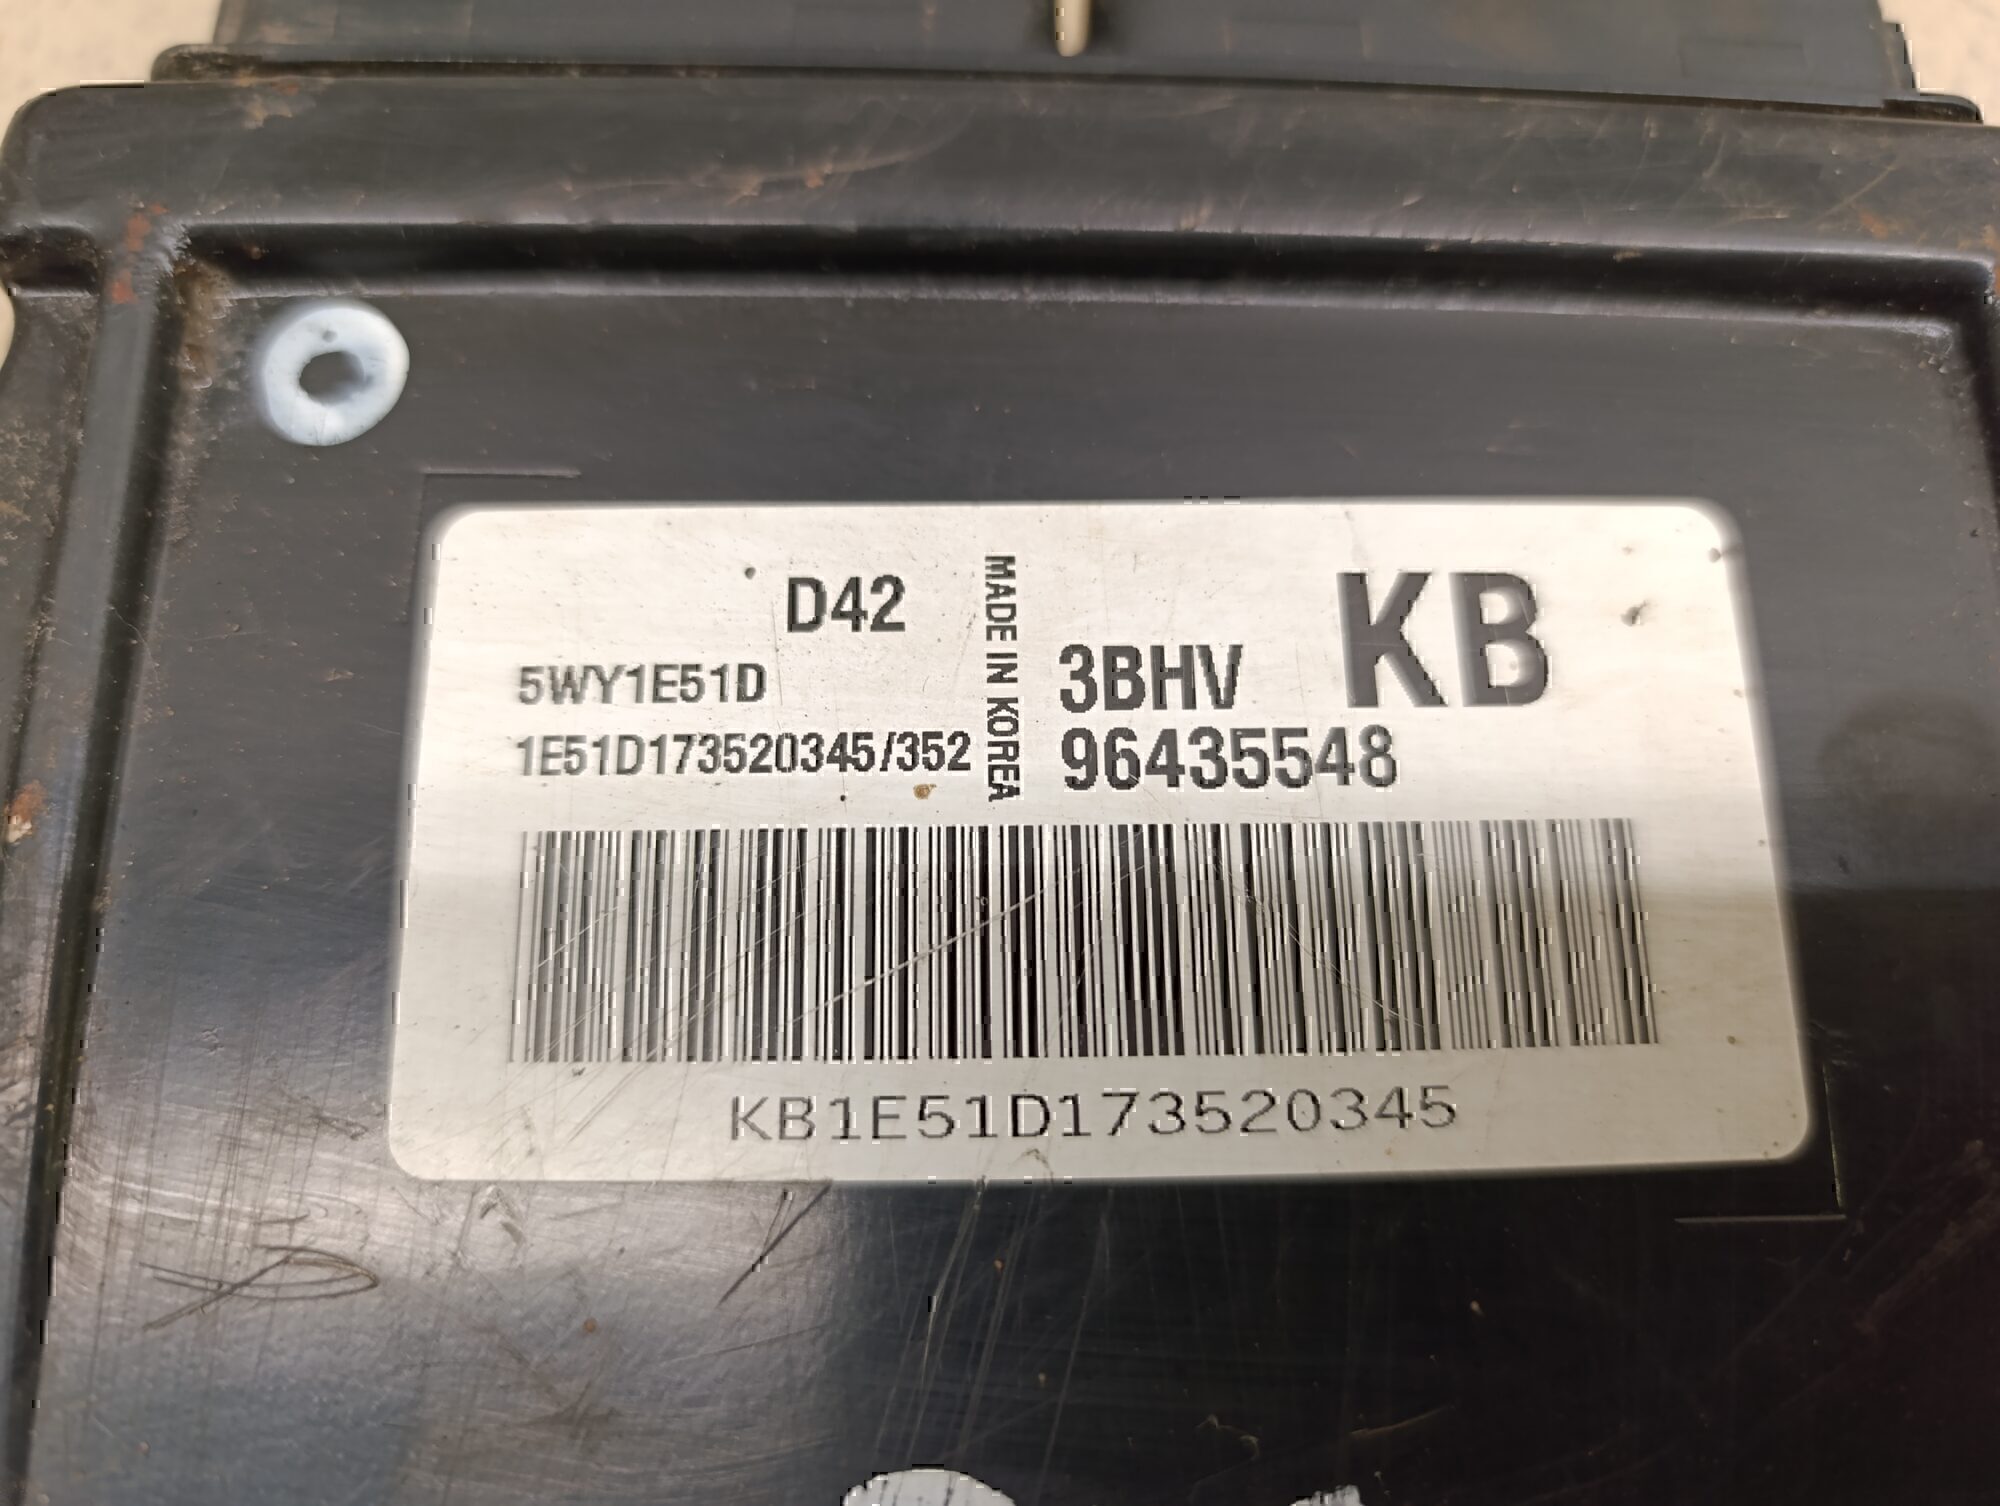 D42
5WY1E51D
1E51D173520345/352
MADE IN KOREA
KB
3BHV
96435548
KB1E51D173520345